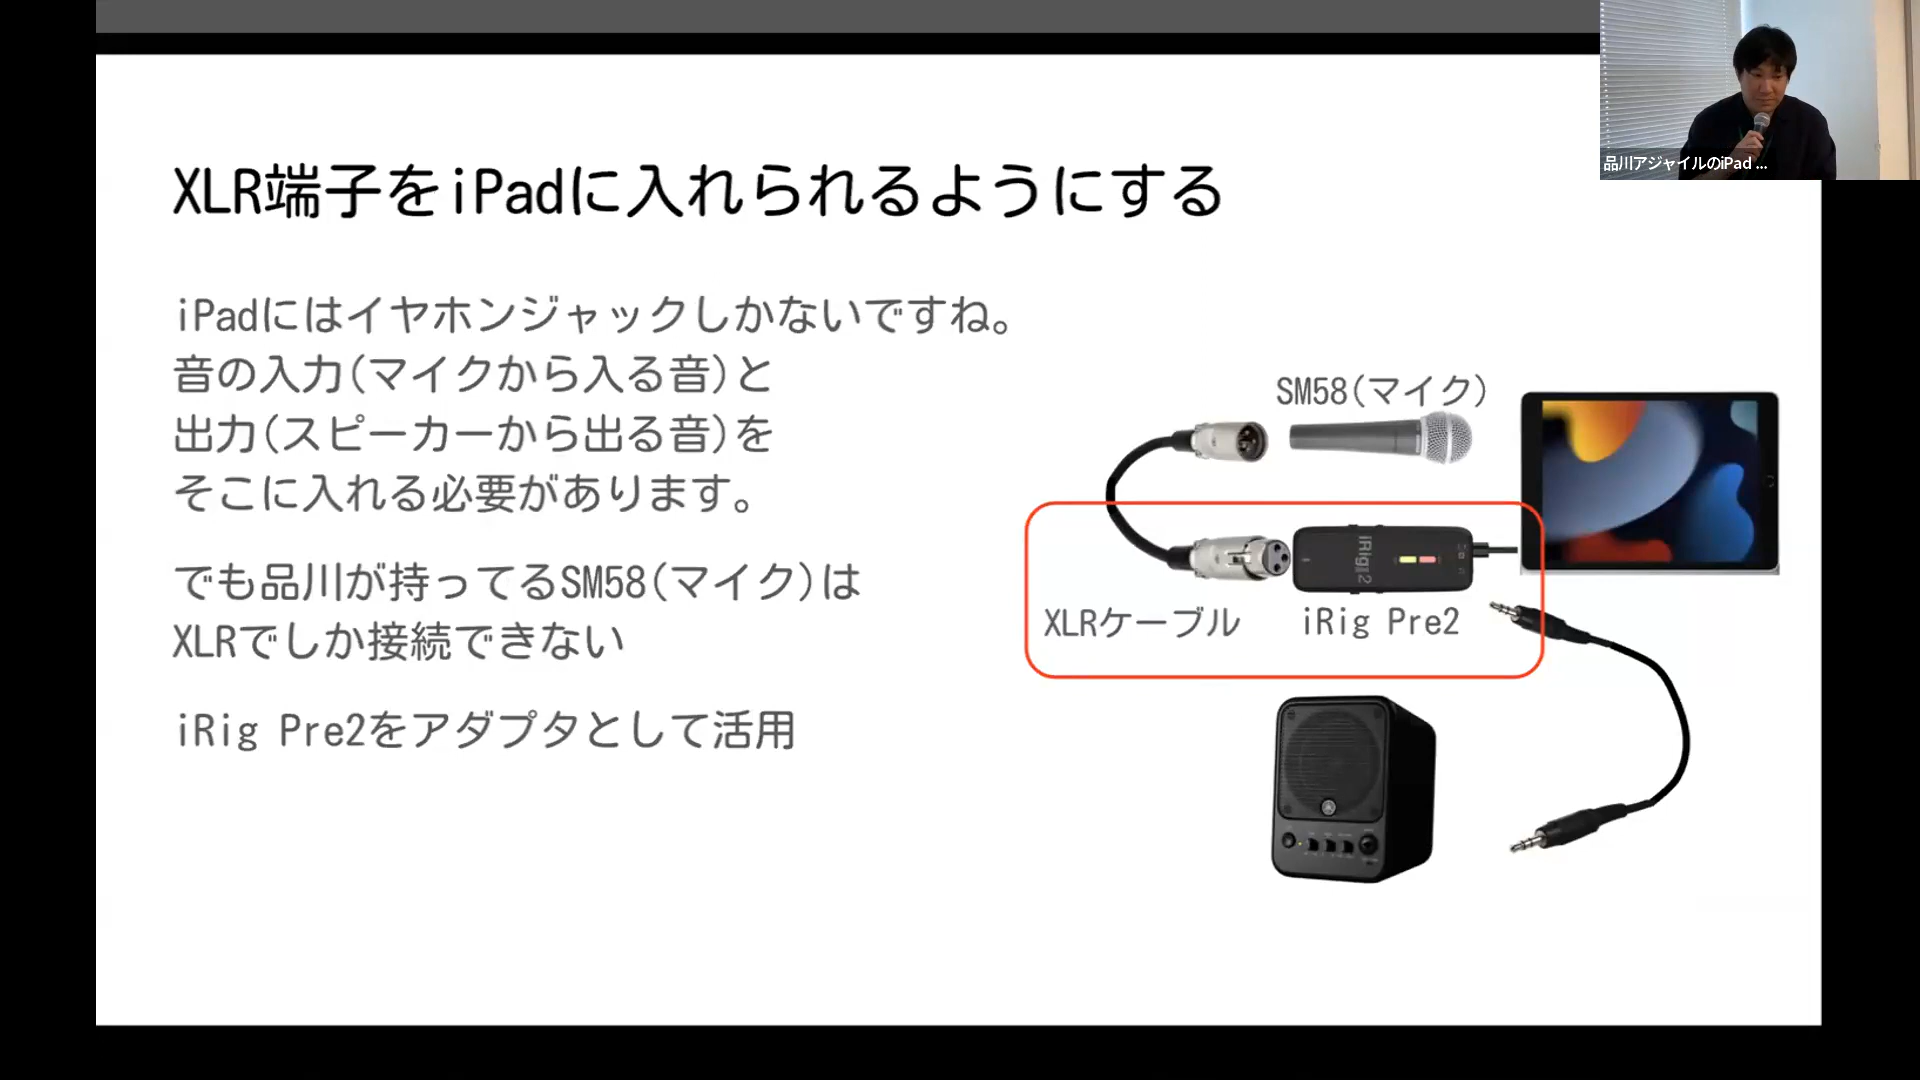 XLR端子をiPadに入れられるようにする
iPadにはイヤホンジャックしかないですね。
音の入力(マイクから入る音)と
出力(スピーカーから出る音)を
そこに入れる必要があります。
でも品川が持ってるSM58(マイク)は
XLRでしか接続できない
iRig Pre2をアダプタとして活用
SM58(マイク)
iRig
2
XLRケーブル
iRig Pre2
品川アジャイルのiPad ...